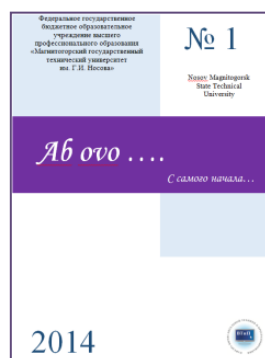 Федеральное государственное
бюджетное образовательное
учреждение высшего
профессионального образования
«Магнитогорский государственный
технический университет
им. Г.И. Носова»
№ 1
Nosov Magnitogorsk
State Technical
University
Ab ovo ....
С самого начала...
2014